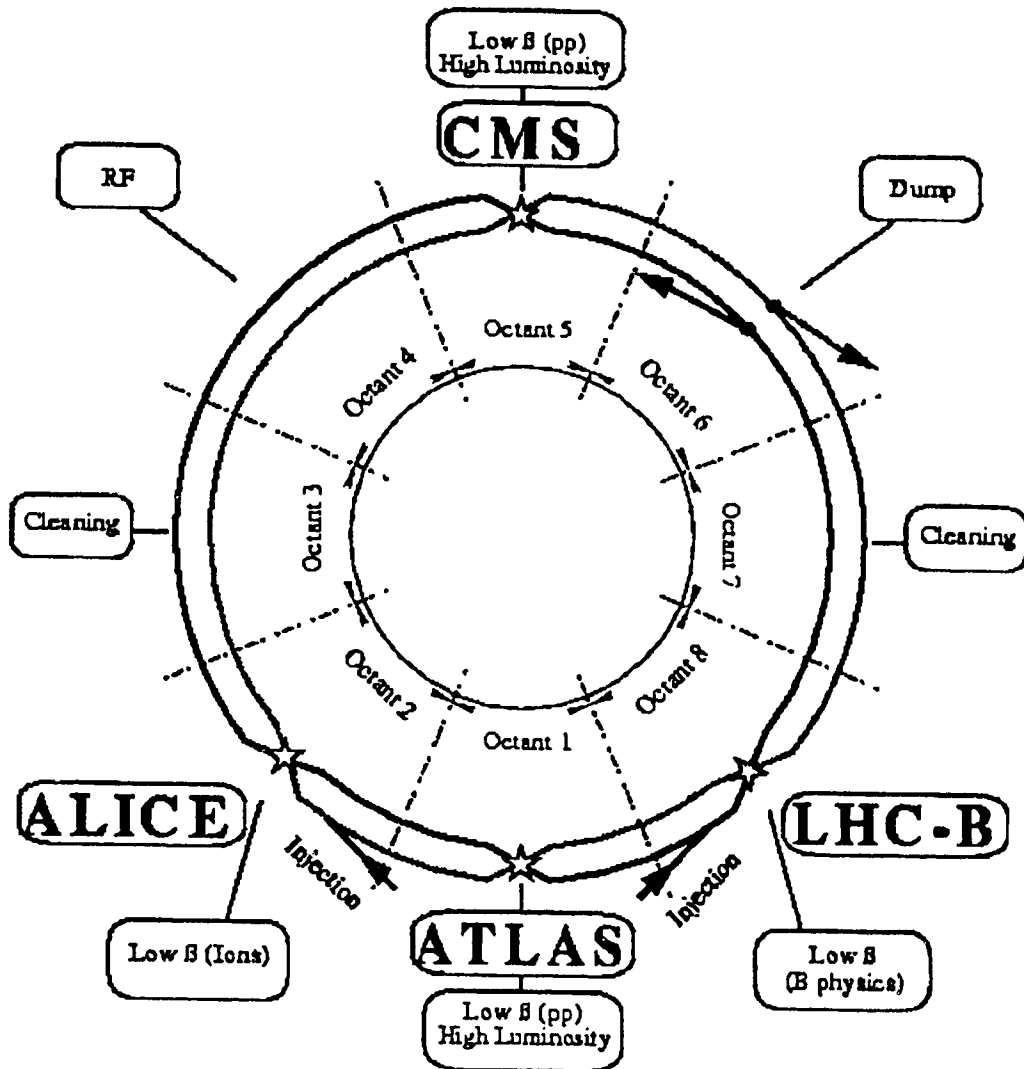 Low ß (pp)
High Luminosity
CMS
RF
Dump
Octant 5
Octant 4
Octant 6
Cleaning
Octant 3
Octant 7
Cleaning
Octant 2
Octant 8
Octant 1
ALICE
LHC-B
Injection
Injection
ATLAS
Low ß (Ions)
Low ß
(B physics)
Low ß (pp)
High Luminosity